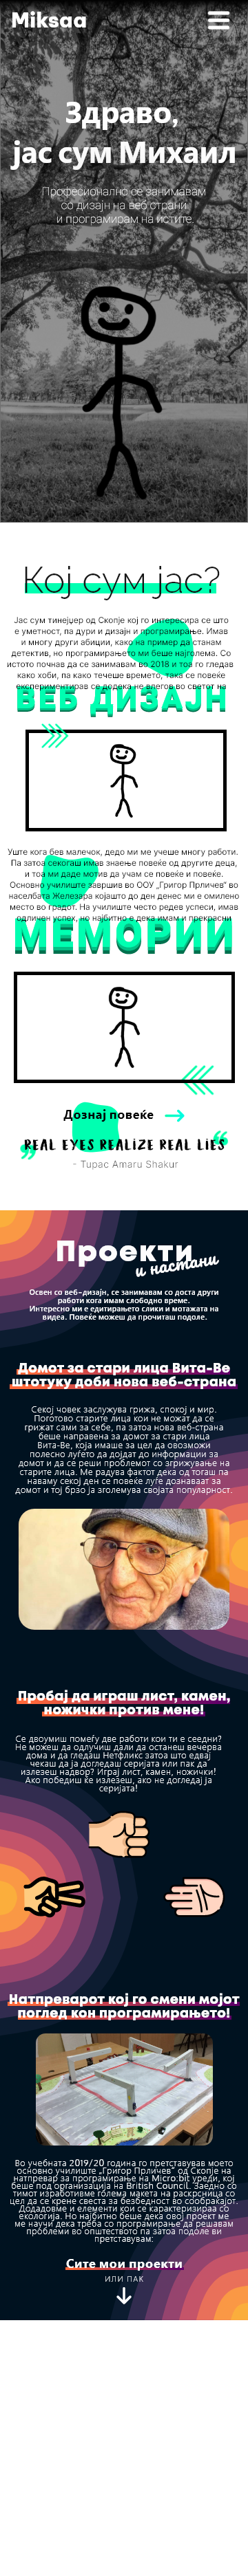 Miksaa
Здраво,
јас сум Михаил
Професионално се занимавам
со дизајн на веб страни
и програмирам на истите.
Кој сум јас?
Јас сум тинејџер од Скопје кој го интересира се што
е уметност, па дури и дизајн и програмирање. Имав
и многу други абиции, како на пример да станам
детектив, но програмирањето ми беше најголема. Со
истото почнав да се занимавам во 2018 и тоа го гледав
како хоби, па како течеше времето, така се повеќе
експериментирав се додека не влегов во светот на
ВЕБ ДИЗАЈН
Уште кога бев малечок, дедо ми ме учеше многу работи.
Па затоа секогаш имав знаење повеќе од другите деца,
и тоа ми даде мотив да учам се повеќе и повеќе.
Основно училиште завршив во ООУ „Григор Прличев" во
населбата Железара којашто до ден денес ми е омилено
место во градот. На училиште често редев успеси, имав
одличен успех, но најбитно е дека имам и прекрасни
МЕМОРИИ
Дознај повеќе
REAL EYES REALIZE REAL LIES
- Tupac Amaru Shakur
Проекти
и настани
Освен со веб-дизајн, се занимавам со доста други
работи кога имам слободно време.
Интересно ми е едитирањето слики и мотажата на
видеа. Повеќе можеш да прочиташ подоле.
Домот за стари лица Вита-Ве
штотуку доби нова веб-страна
Секој човек заслужува грижа, спокој и мир.
Поготово старите лица кои не можат да се
грижат сами за себе, па затоа нова веб-страна
беше направена за домот за стари лица
Вита-Ве, која имаше за цел да овозможи
полесно луѓето да дојдат до информации за
домот и да се реши проблемот со згрижување на
старите лица. Ме радува фактот дека од тогаш па
наваму секој ден се повеќе луѓе дознаваат за
домот и тој брзо ја зголемува својата популарност.
Пробај да играш лист, камен,
ножички против мене!
Се двоумиш помеѓу две работи кои ти е сеедни?
Не можеш да одлучиш дали да останеш вечерва
дома и да гледаш Нетфликс затоа што едвај
чекаш да ја догледаш серијата или пак да
излезеш надвор? Играј лист, камен, ножички!
Ако победиш ќе излезеш, ако не догледај ја
серијата!
Натпреварот кој го смени мојот
поглед кон програмирањето!
Во учебната 2019/20 година го претставував моето
основно училиште „Григор Прличев" од Скопје на
натпревар за програмирање на Micro:bit уреди, кој
беше под организација на British Council. Заедно со
тимот изработивме голема макета на раскрсница со
цел да се крене свеста за безбедност во сообраќајот.
Додадовме и елементи кои се карактеризираа со
екологија. Но најбитно беше дека овој проект ме
ме научи дека треба со програмирање да решавам
проблеми во општеството па затоа подоле ви
претставувам:
Сите мои проекти
ИЛИ ПАК